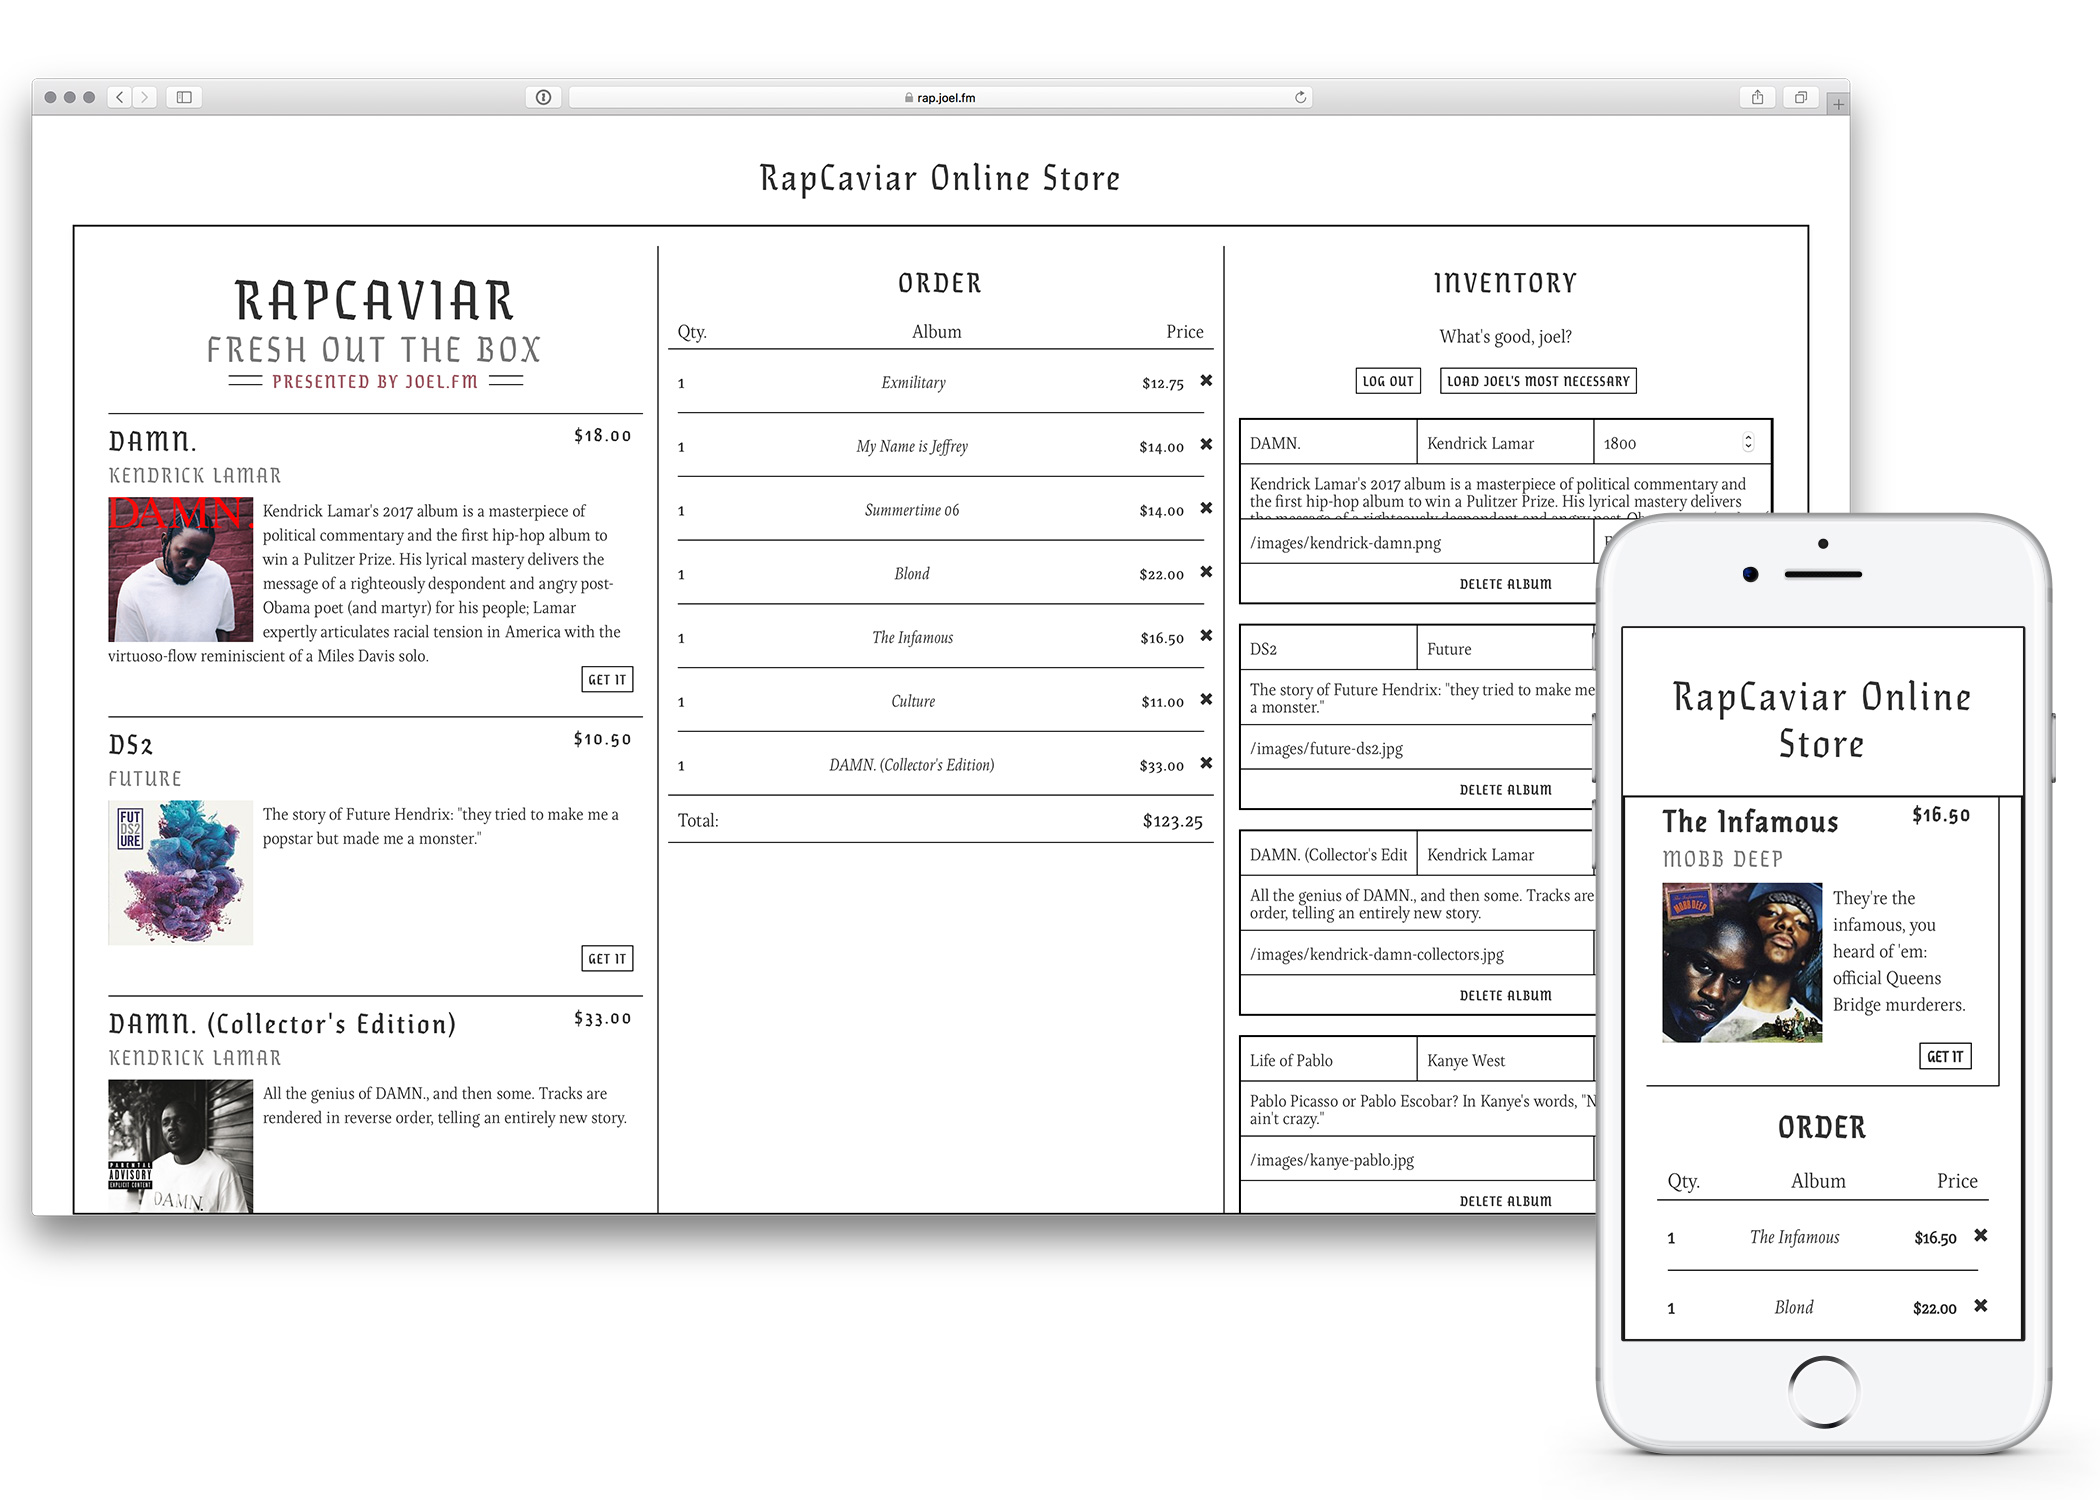 rap.joel.fm
RapCaviar Online Store
RAPCAVIAR
FRESH OUT THE BOX
PRESENTED BY JOEL.FM
DAMN.
$18.00
KENDRICK LAMAR
DAMN.
Kendrick Lamar's 2017 album is a masterpiece of
political commentary and the first hip-hop album to
win a Pulitzer Prize. His lyrical mastery delivers the
message of a righteously despondent and angry post-
Obama poet (and martyr) for his people; Lamar
expertly articulates racial tension in America with the
virtuoso-flow reminiscient of a Miles Davis solo.
GET IT
DS2
$10.50
FUTURE
FUT
DS2
URE
The story of Future Hendrix: "they tried to make me a
popstar but made me a monster."
GET IT
DAMN. (Collector's Edition)
$33.00
KENDRICK LAMAR
All the genius of DAMN., and then some. Tracks are
rendered in reverse order, telling an entirely new story.
PARENTAL
ADVISORY
EXPLICIT CONTENT
DAMN.
ORDER
Qty. Album Price
1 Exmilitary $12.75 ✖
1 My Name is Jeffrey $14.00 ✖
1 Summertime 06 $14.00 ✖
1 Blond $22.00 ✖
1 The Infamous $16.50 ✖
1 Culture $11.00 ✖
1 DAMN. (Collector's Edition) $33.00 ✖
Total: $123.25
INVENTORY
What's good, joel?
LOG OUT LOAD JOEL'S MOST NECESSARY
DAMN. Kendrick Lamar 1800
Kendrick Lamar's 2017 album is a masterpiece of political commentary and
the first hip-hop album to win a Pulitzer Prize. His lyrical mastery delivers
the message of a righteously despondent and angry post-
/images/kendrick-damn.png
DELETE ALBUM
DS2 Future
The story of Future Hendrix: "they tried to make me
a monster."
/images/future-ds2.jpg
DELETE ALBUM
DAMN. (Collector's Edit Kendrick Lamar
All the genius of DAMN., and then some. Tracks are
order, telling an entirely new story.
/images/kendrick-damn-collectors.jpg
DELETE ALBUM
Life of Pablo Kanye West
Pablo Picasso or Pablo Escobar? In Kanye's words, "N
ain't crazy."
/images/kanye-pablo.jpg
DELETE ALBUM
RapCaviar Online
Store
The Infamous
$16.50
MOBB DEEP
MOBB DEEP
They're the
infamous, you
heard of 'em:
official Queens
Bridge murderers.
GET IT
ORDER
Qty. Album Price
1 The Infamous $16.50 ✖
1 Blond $22.00 ✖